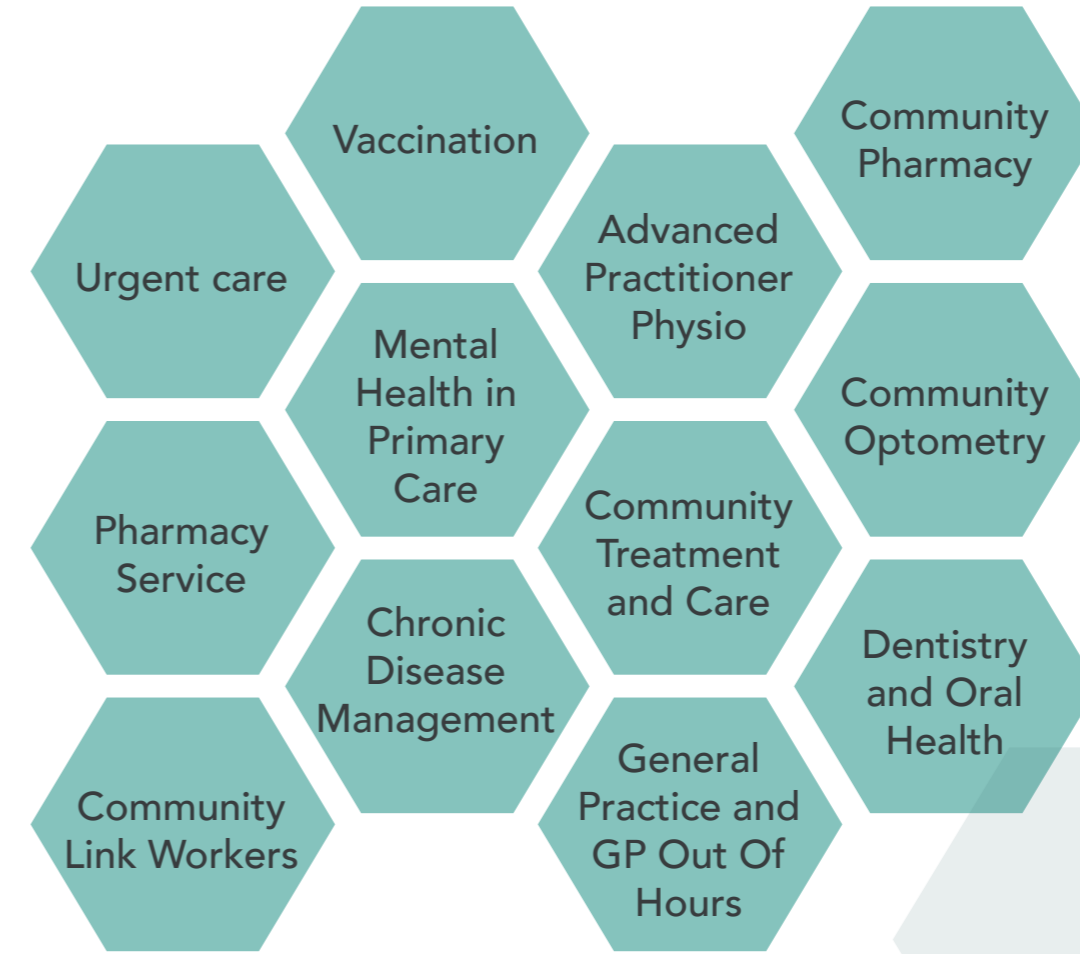 Vaccination
Community
Pharmacy
Urgent care
Advanced
Practitioner
Physio
Mental
Health in
Primary
Care
Community
Optometry
Pharmacy
Service
Community
Treatment
and Care
Chronic
Disease
Management
Dentistry
and Oral
Health
Community
Link Workers
General
Practice and
GP Out Of
Hours